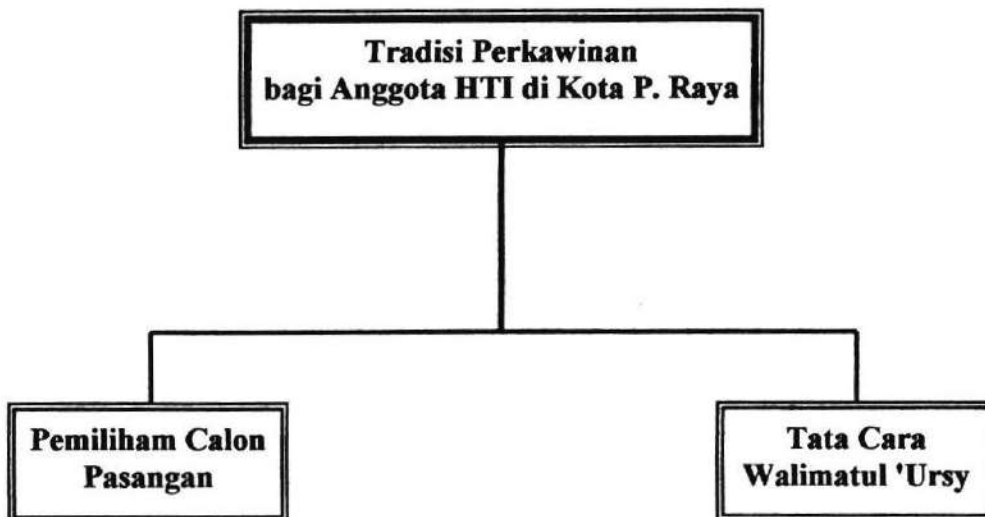 Tradisi Perkawinan
bagi Anggota HTI di Kota P. Raya
Pemiliham Calon
Pasangan
Tata Cara
Walimatul 'Ursy